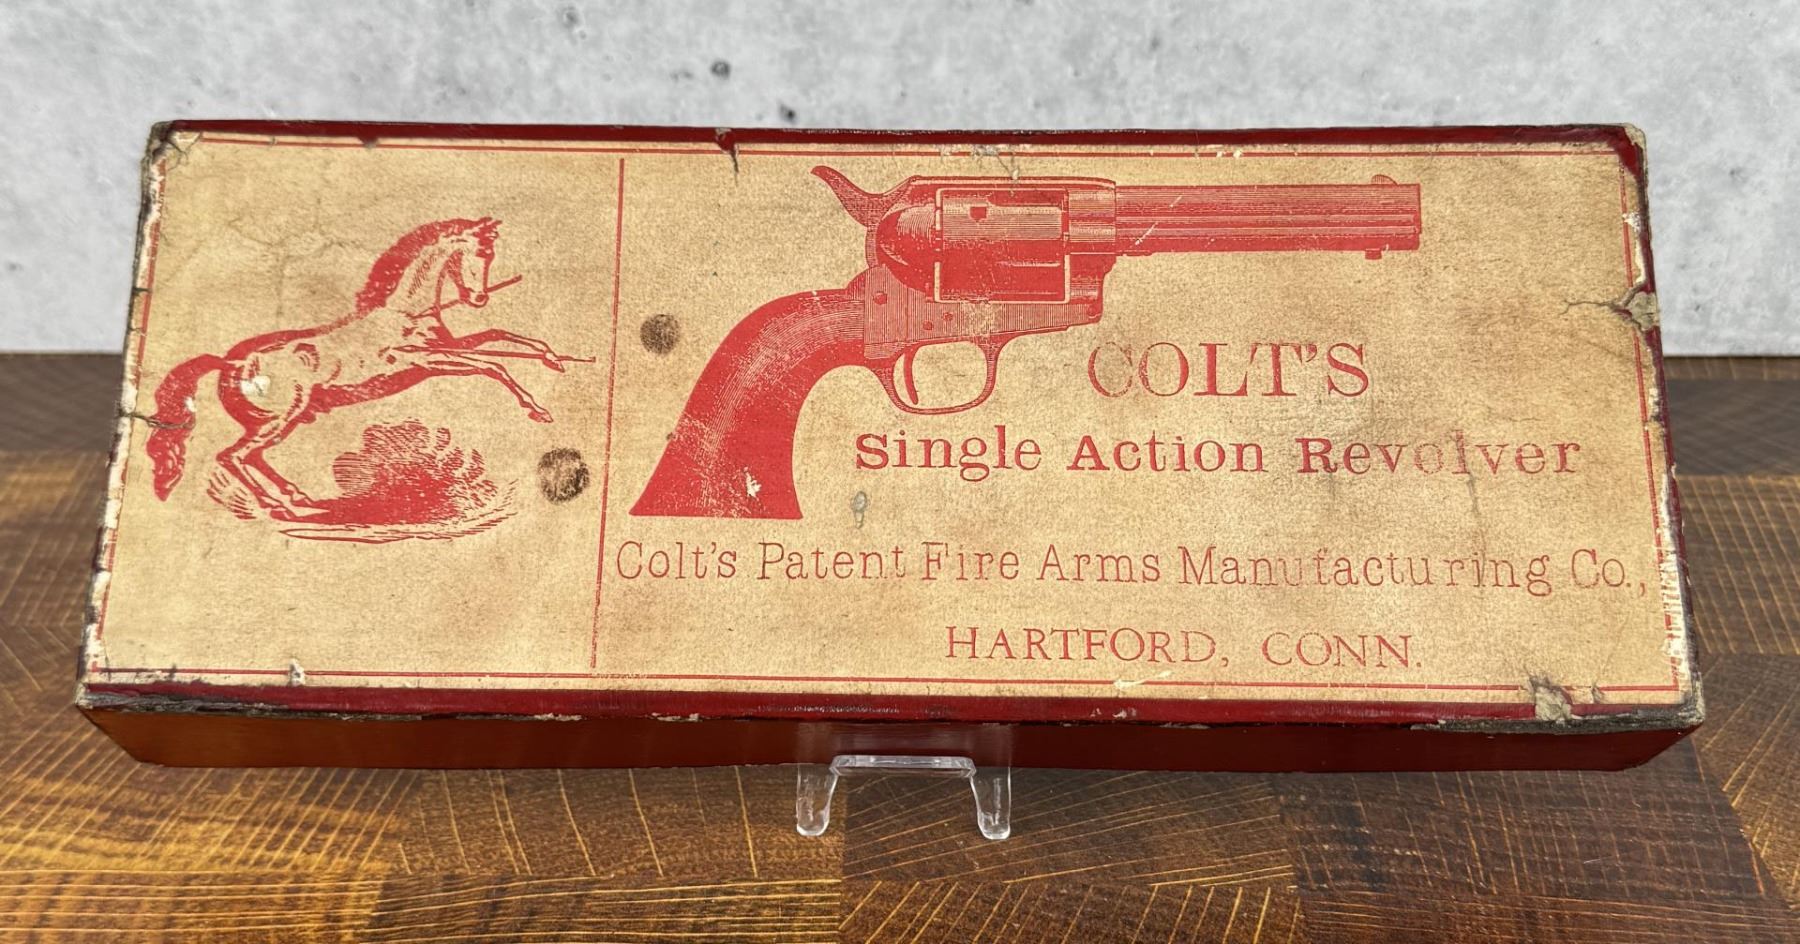 COLT'S
Single Action Revolver
Colt's Patent Fire Arms Manufacturing Co.,
HARTFORD, CONN.